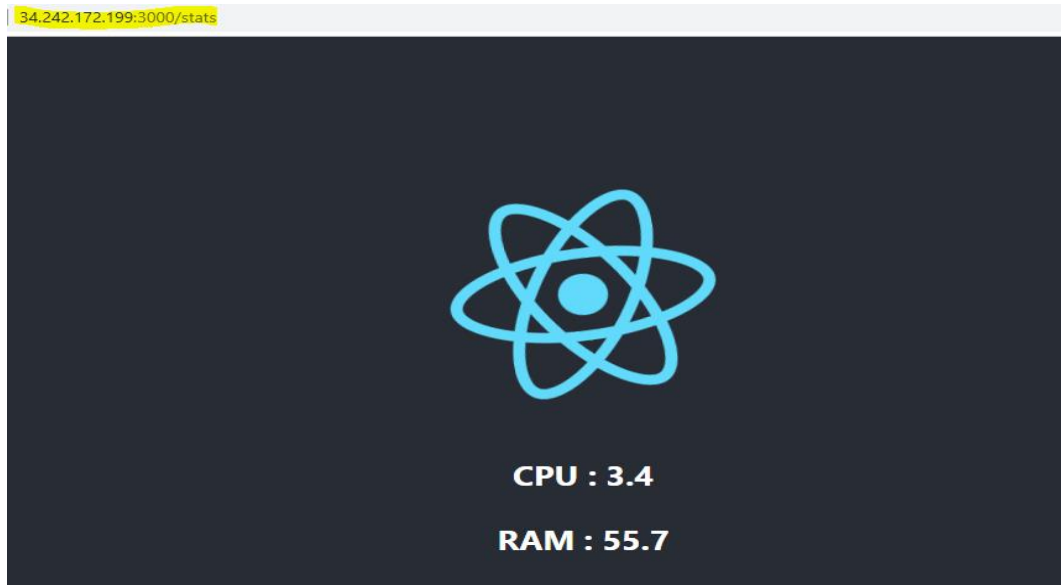 34.242.172.199:3000/stats
CPU : 3.4
RAM : 55.7